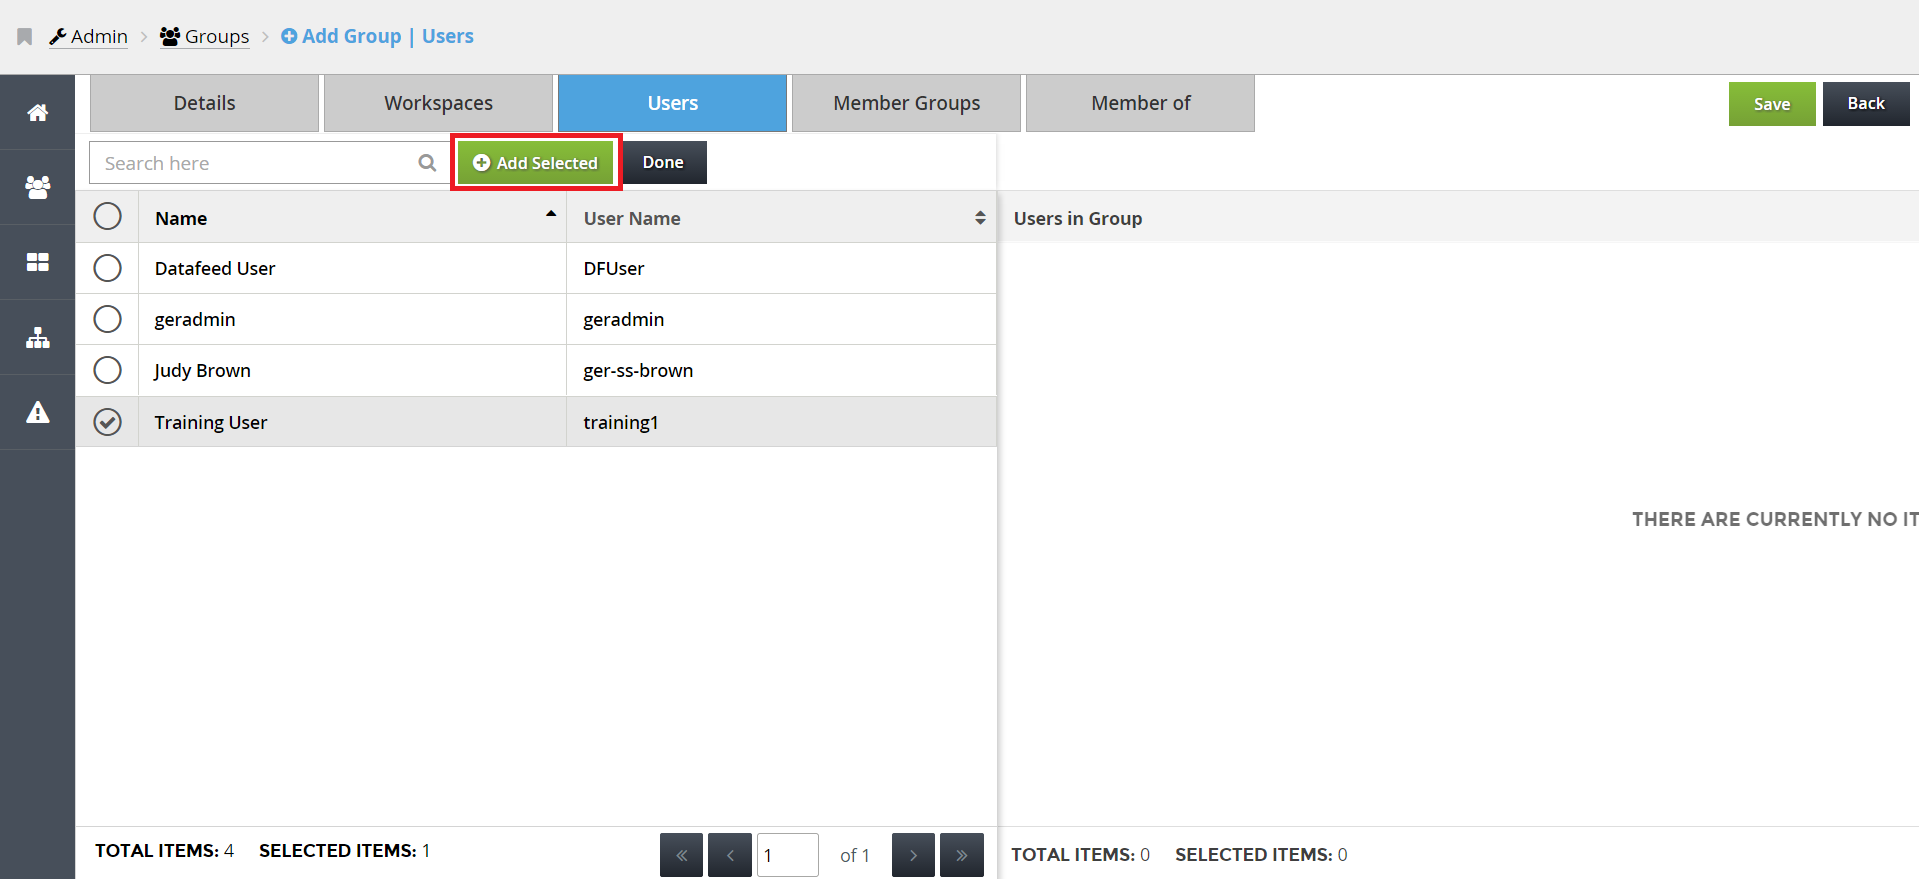 Admin > Groups > Add Group | Users
Details Workspaces Users Member Groups Member of Save Back
Search here Add Selected Done
Name User Name Users in Group
Datafeed User DFUser
geradmin geradmin
Judy Brown ger-ss-brown
Training User training1
THERE ARE CURRENTLY NO IT
TOTAL ITEMS: 4 SELECTED ITEMS: 1 « < 1 of 1 > » TOTAL ITEMS: 0 SELECTED ITEMS: 0